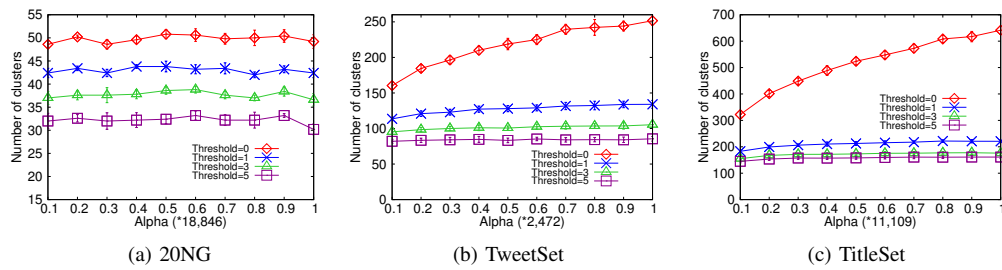 Number of clusters
55
50
45
40
35
30
25
20
15
Threshold=0
Threshold=1
Threshold=3
Threshold=5
0.1 0.2 0.3 0.4 0.5 0.6 0.7 0.8 0.9 1
Alpha (*18,846)
(a) 20NG
Number of clusters
250
200
150
100
50
0
Threshold=0
Threshold=1
Threshold=3
Threshold=5
0.1 0.2 0.3 0.4 0.5 0.6 0.7 0.8 0.9 1
Alpha (*2,472)
(b) TweetSet
Number of clusters
700
600
500
400
300
200
100
0
Threshold=0
Threshold=1
Threshold=3
Threshold=5
0.1 0.2 0.3 0.4 0.5 0.6 0.7 0.8 0.9 1
Alpha (*11,109)
(c) TitleSet